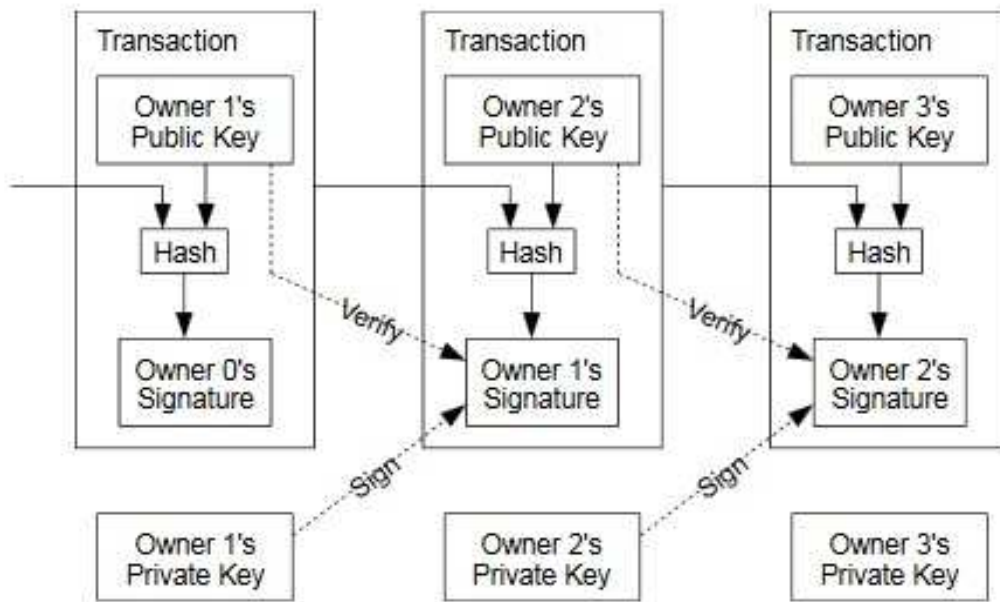 Transaction
Owner 1's
Public Key
Hash
Owner 0's
Signature
Transaction
Owner 2's
Public Key
Hash
Verify
Owner 1's
Signature
Transaction
Owner 3's
Public Key
Hash
Verify
Owner 2's
Signature
Sign
Sign
Owner 1's
Private Key
Owner 2's
Private Key
Owner 3's
Private Key